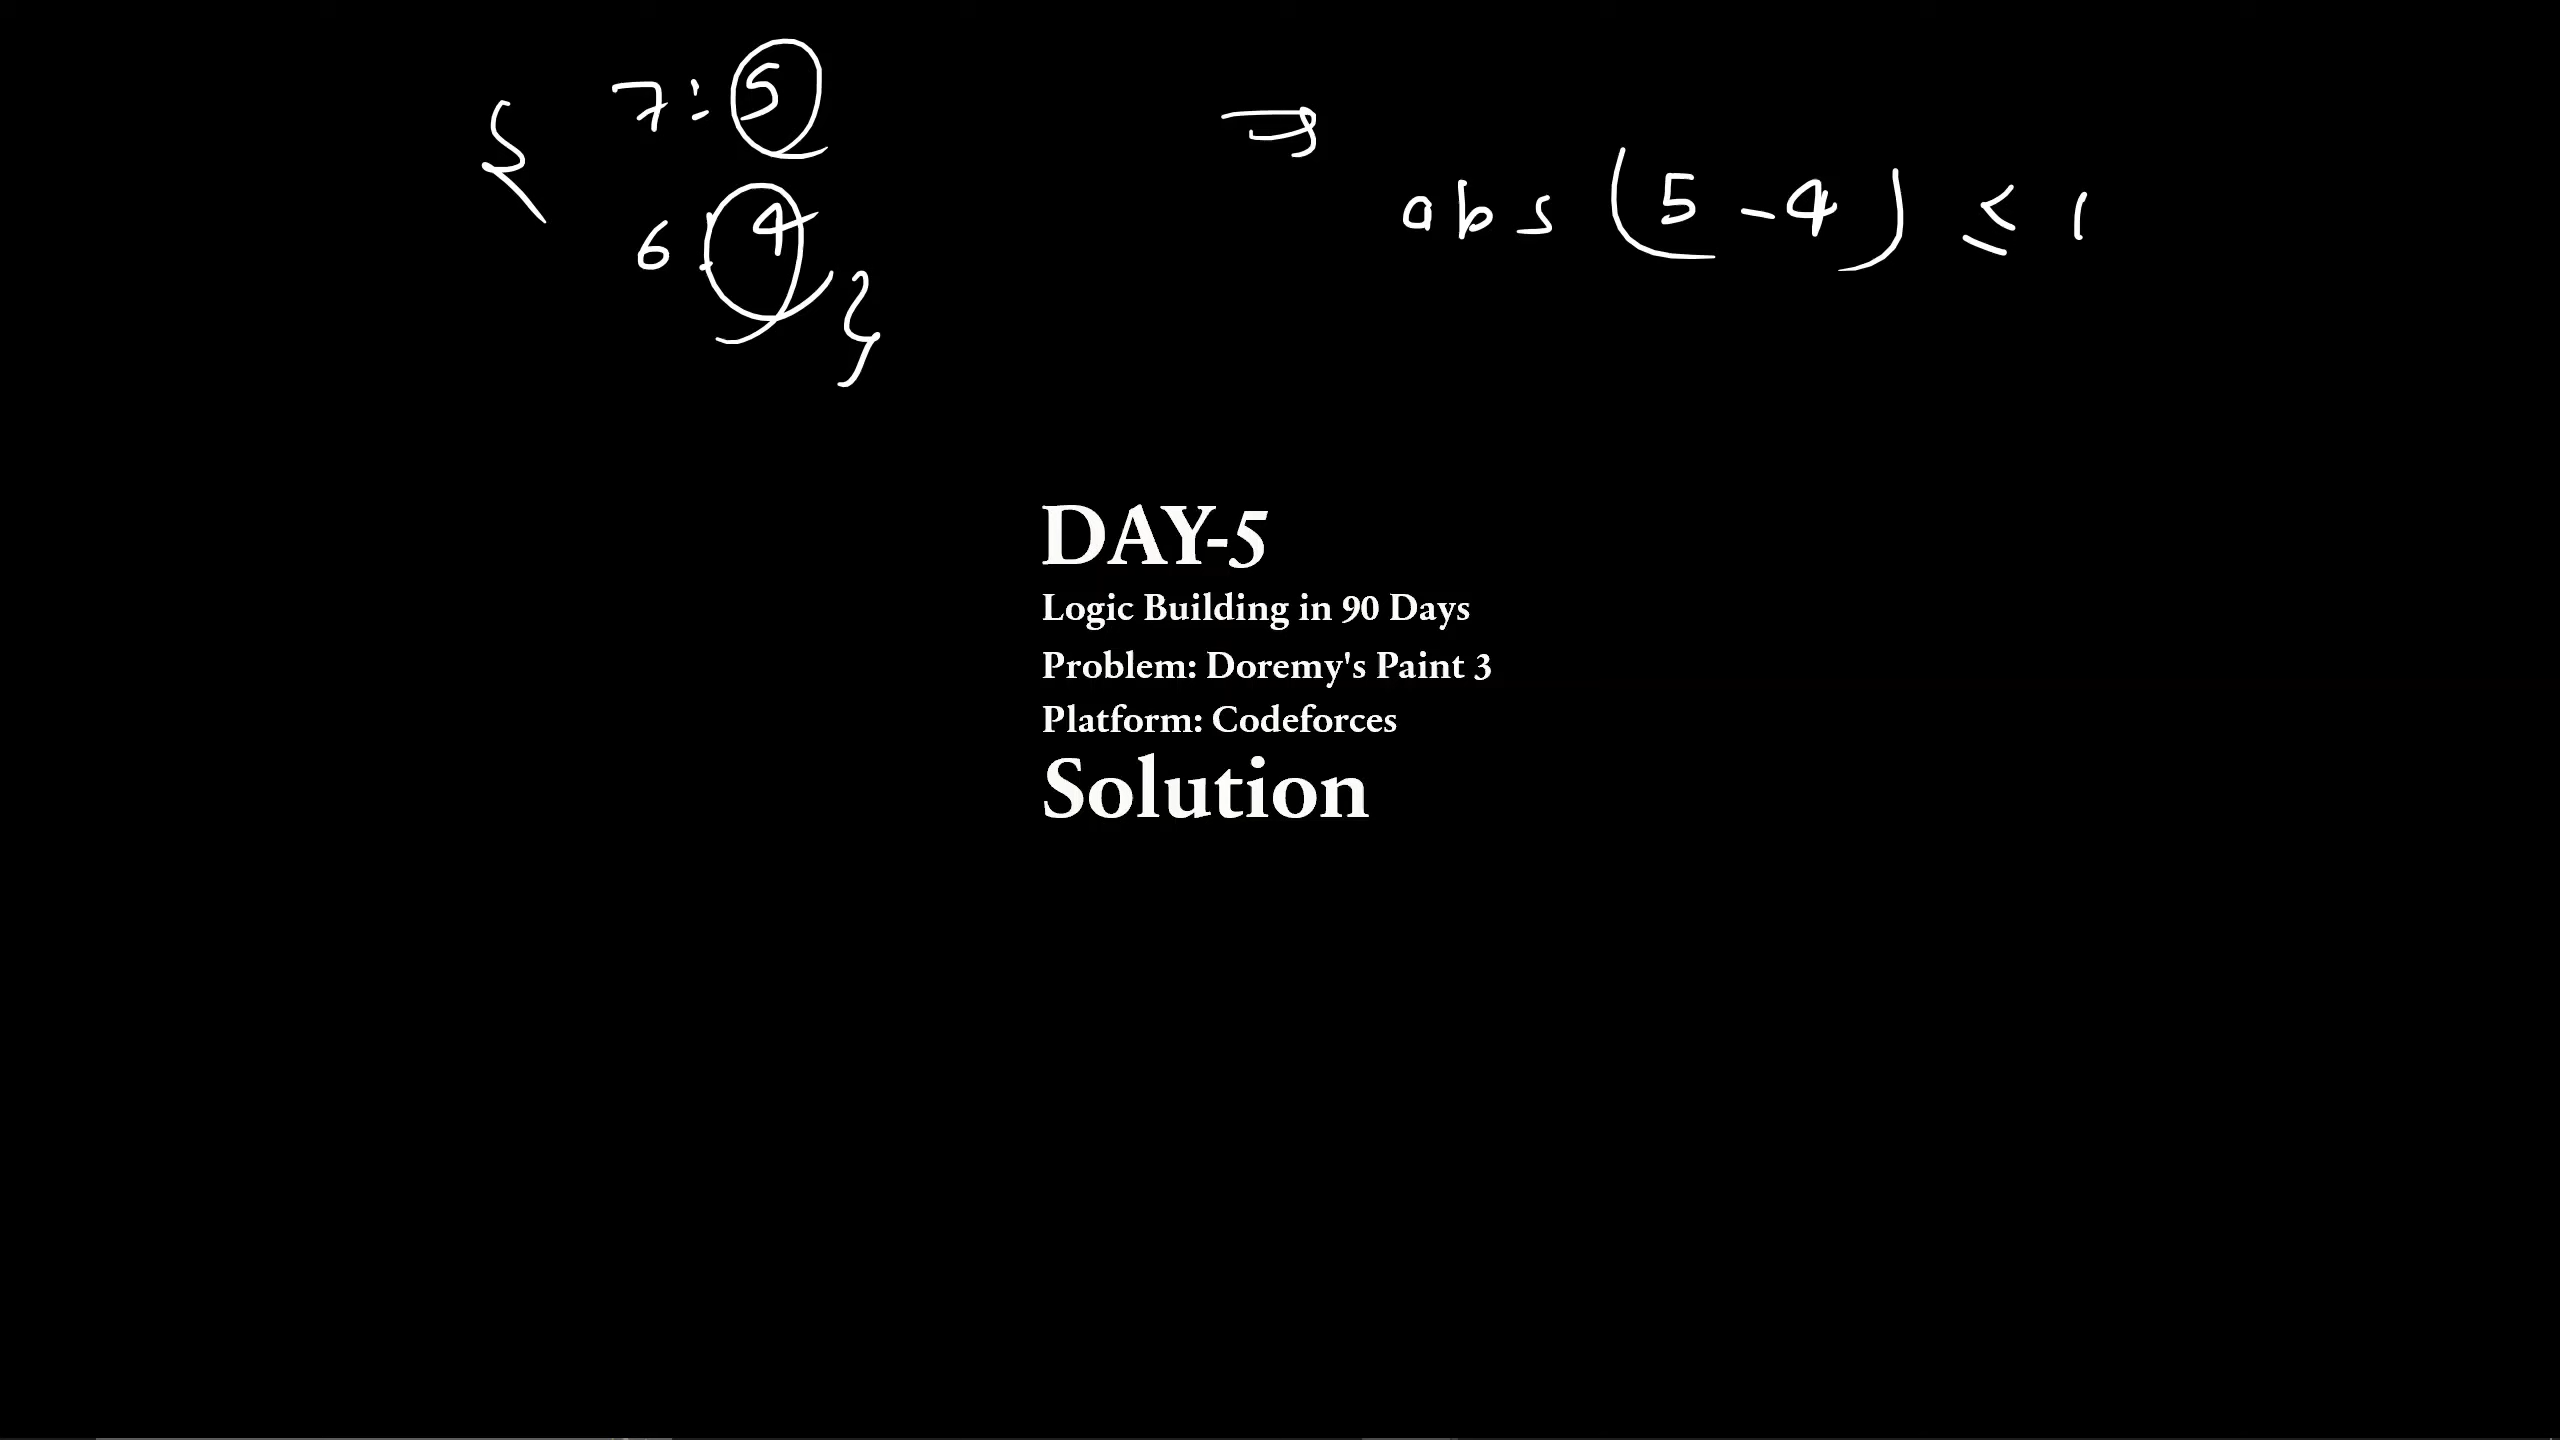 { 7 : 5
⇒
abs (5 - 4) ≤ 1
6 : 4 }
DAY-5
Logic Building in 90 Days
Problem: Doremy's Paint 3
Platform: Codeforces
Solution